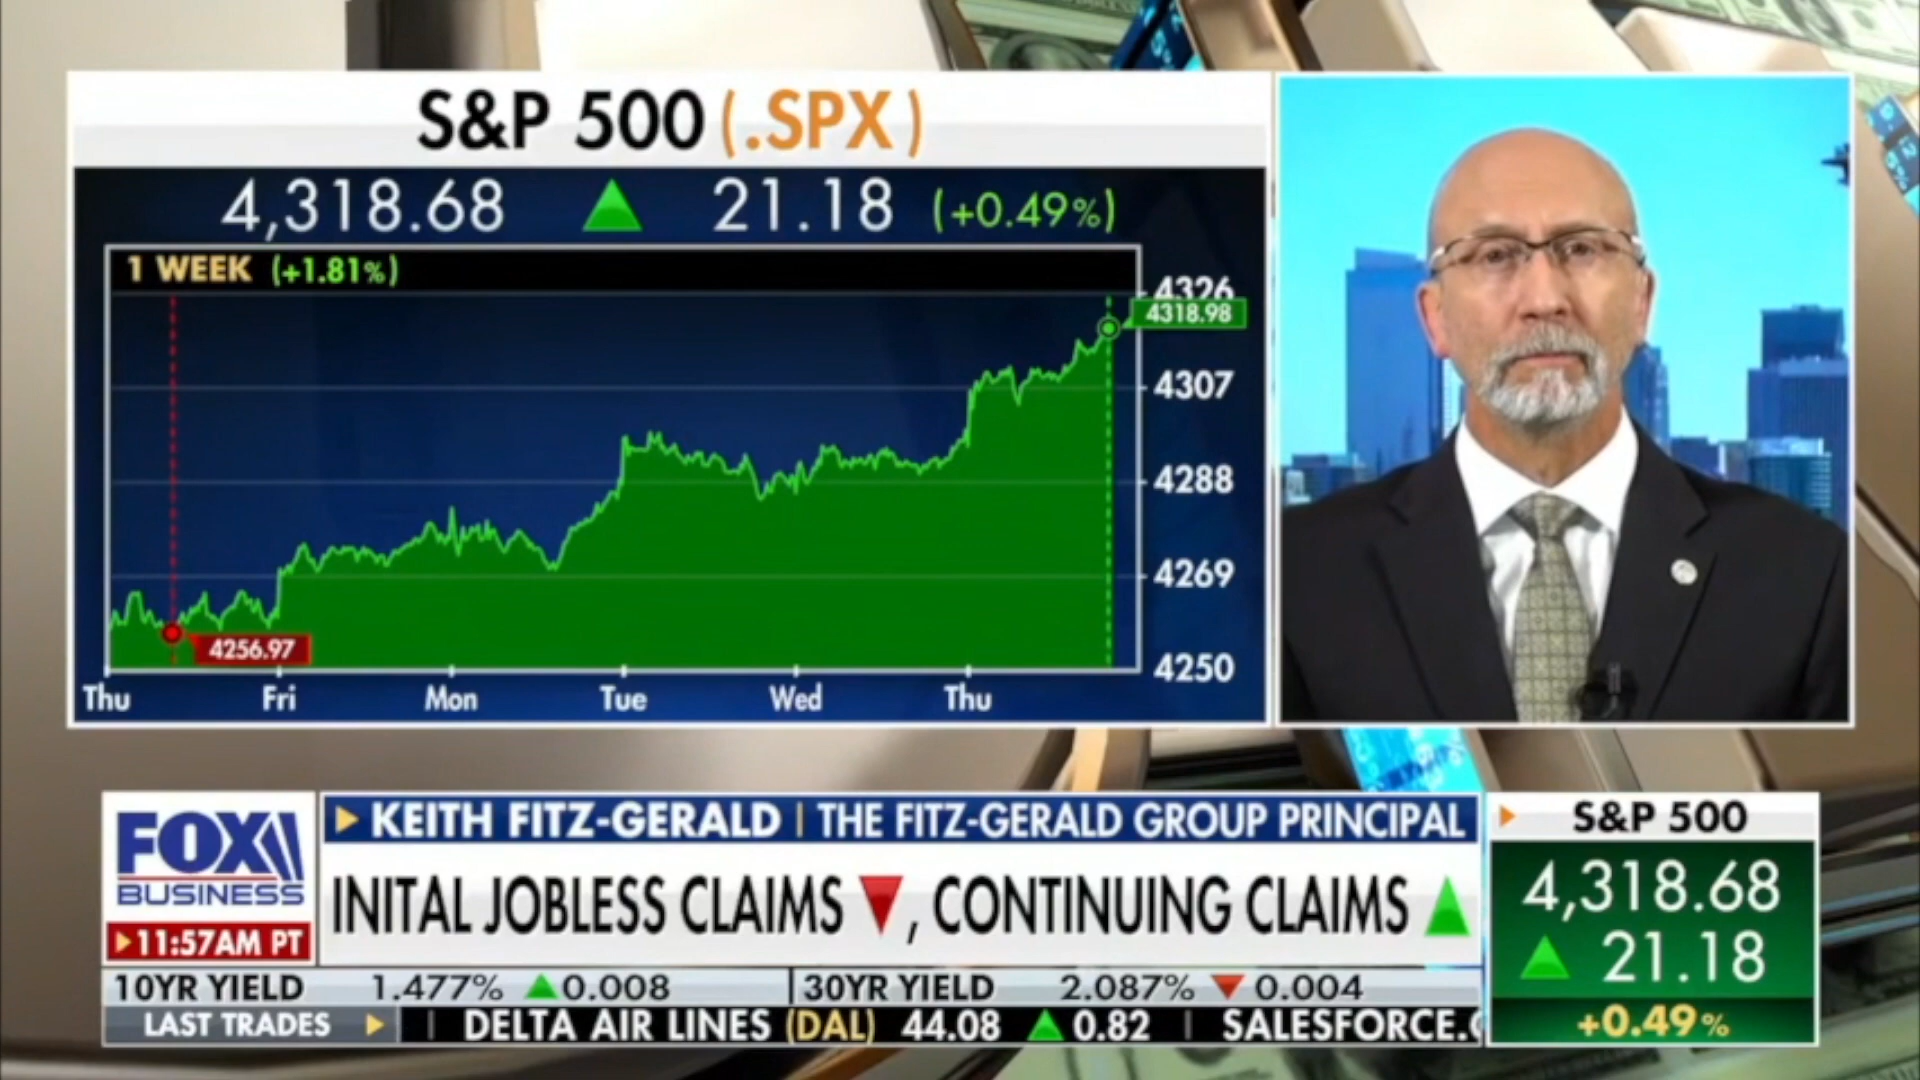 S&P 500 (.SPX)
4,318.68 ▲ 21.18 (+0.49%)
1 WEEK (+1.81%)
4326
4318.98
4307
4288
4269
4256.97
4250
Thu Fri Mon Tue Wed Thu
FOX
BUSINESS
11:57AM PT
KEITH FITZ-GERALD | THE FITZ-GERALD GROUP PRINCIPAL
INITAL JOBLESS CLAIMS ▼, CONTINUING CLAIMS ▲
S&P 500
4,318.68
▲ 21.18
+0.49%
10YR YIELD 1.477% ▲ 0.008 | 30YR YIELD 2.087% ▼ 0.004
LAST TRADES | DELTA AIR LINES (DAL) 44.08 ▲ 0.82 | SALESFORCE.